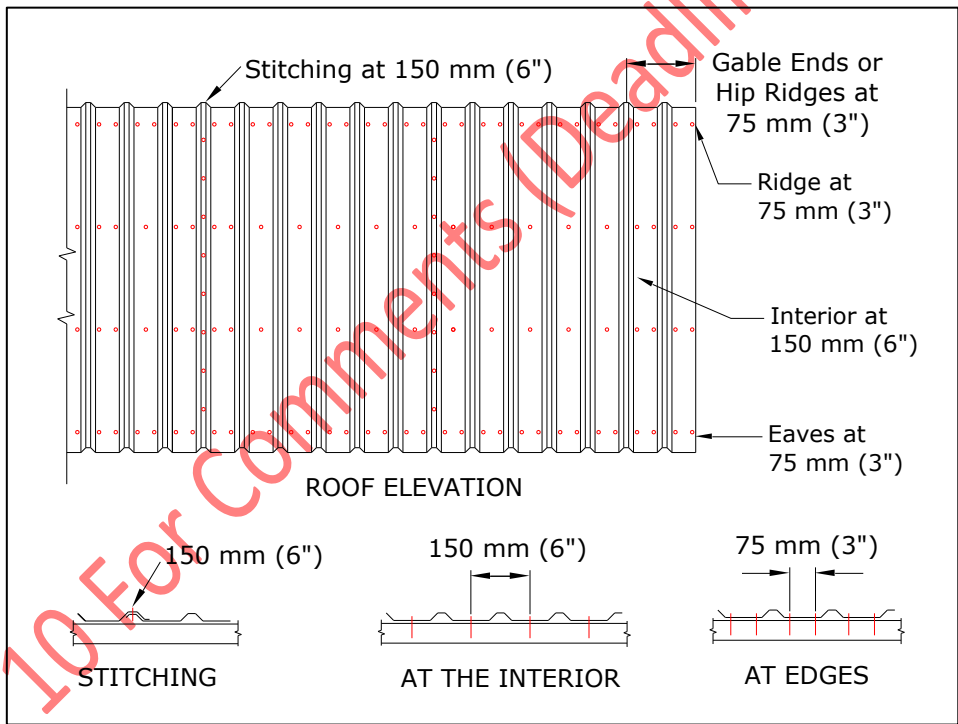 Stitching at 150 mm (6")
Gable Ends or
Hip Ridges at
75 mm (3")
Ridge at
75 mm (3")
Interior at
150 mm (6")
Eaves at
75 mm (3")
ROOF ELEVATION
150 mm (6")
150 mm (6")
75 mm (3")
STITCHING
AT THE INTERIOR
AT EDGES
10 For Comments (Deadli